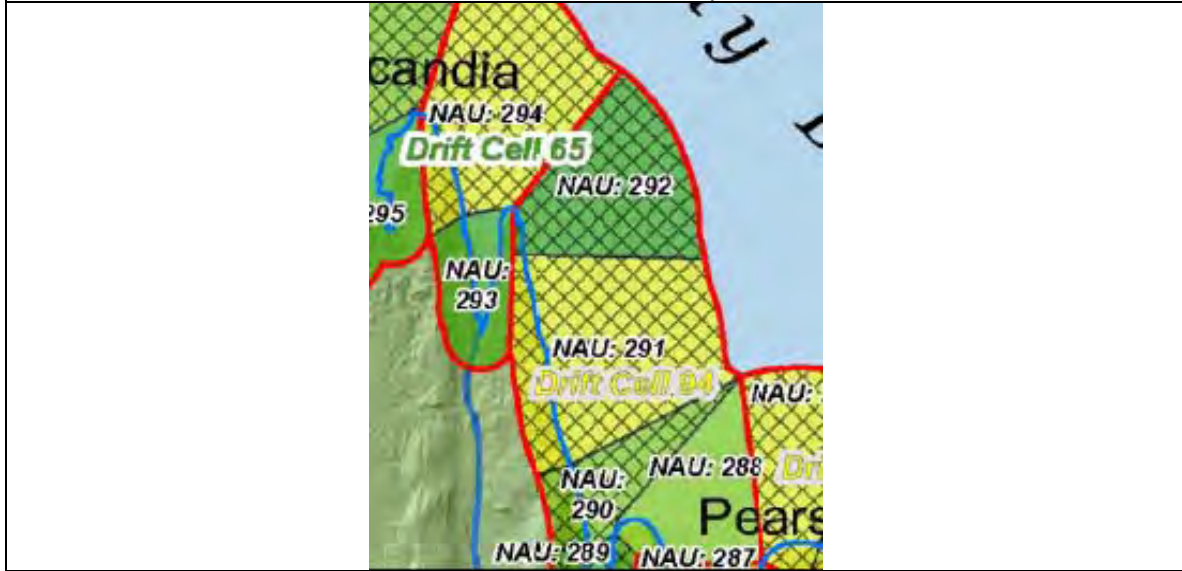 y
candia
NAU: 294
Drift Cell 65
NAU: 292
295
NAU:
293
NAU: 291
Drift Cell 94
NAU:
NAU: 288
Dri
NAU:
290
Pears
NAU: 289
NAU: 287